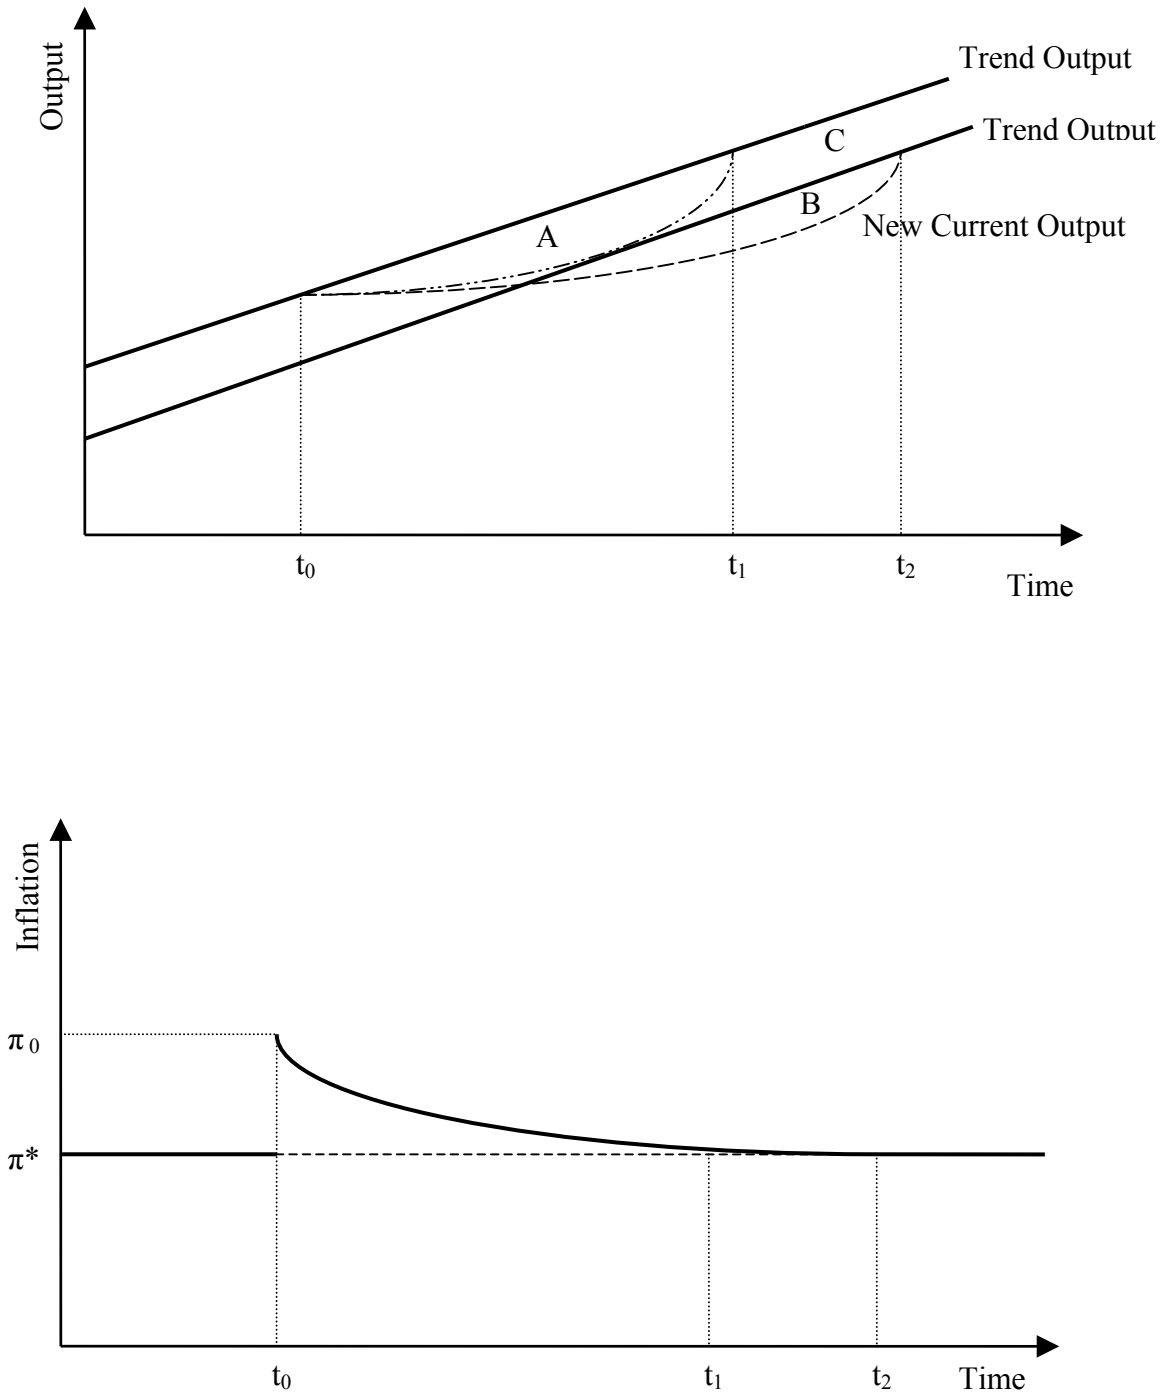 Output
Trend Output
Trend Output
C
B
A
New Current Output
t0
t1
t2
Time
Inflation
π0
π*
t0
t1
t2
Time